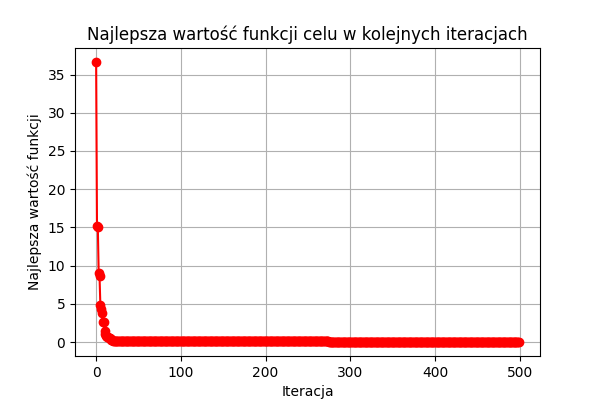 Najlepsza wartość funkcji celu w kolejnych iteracjach
Najlepsza wartość funkcji
35
30
25
20
15
10
5
0
0 100 200 300 400 500
Iteracja